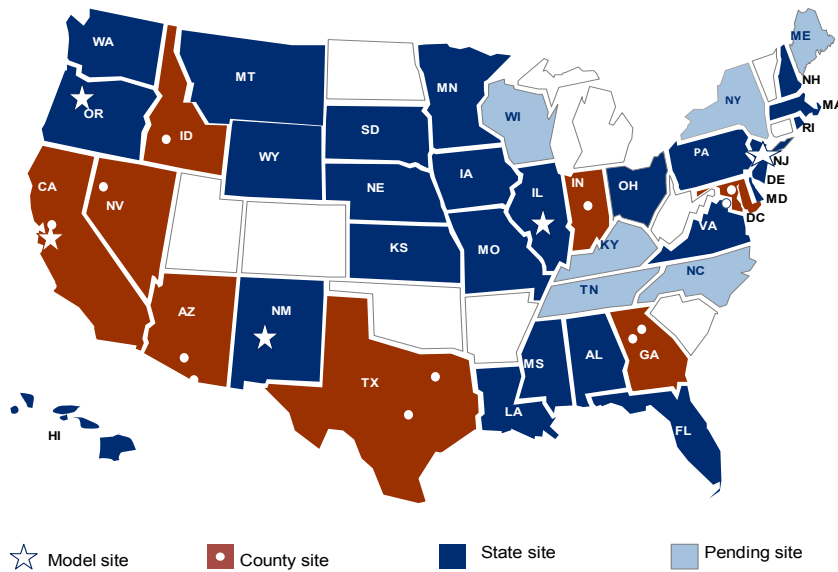 ME
WA
NH
MT
MN
MA
OR
WI
NY
RI
ID
SD
PA
NJ
WY
IA
DE
CA
NE
IL
IN
OH
MD
NV
DC
VA
KS
MO
KY
NC
TN
AZ
NM
MS
AL
GA
TX
LA
FL
HI
Model site
County site
State site
Pending site